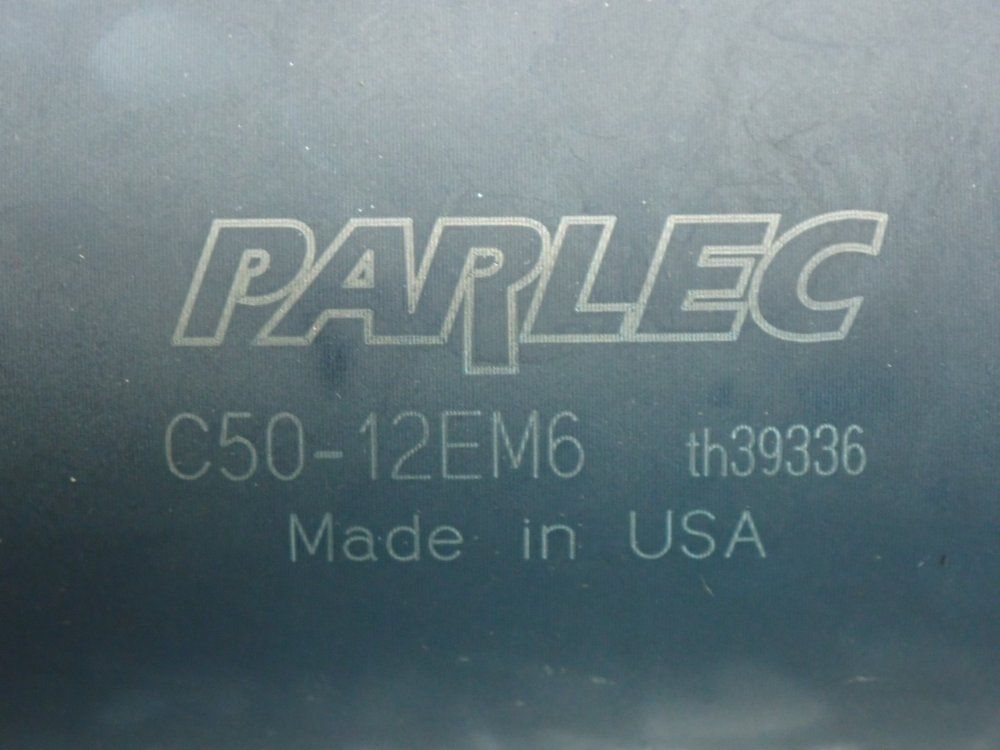 PARLEC
C50-12EM6 th39336
Made in USA